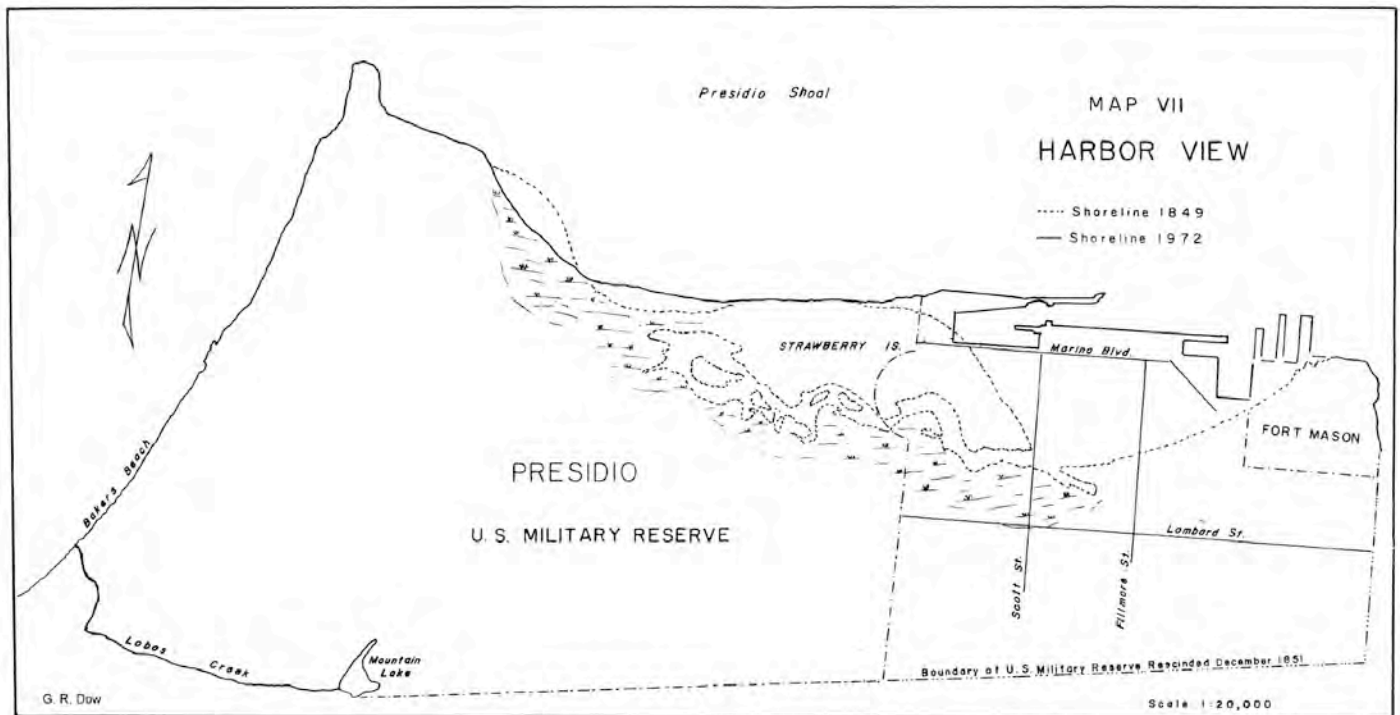 Presidio Shoal
MAP VII
HARBOR VIEW
---- Shoreline 1849
— Shoreline 1972
STRAWBERRY IS.
Marina Blvd.
FORT MASON
Bakers Beach
PRESIDIO
U. S. MILITARY RESERVE
Lombard St.
Scott St.
Fillmore St.
Lobos Creek
Mountain
Lake
Boundary of U.S. Military Reserve Rescinded December 1851
G. R. Dow
Scale 1:20,000